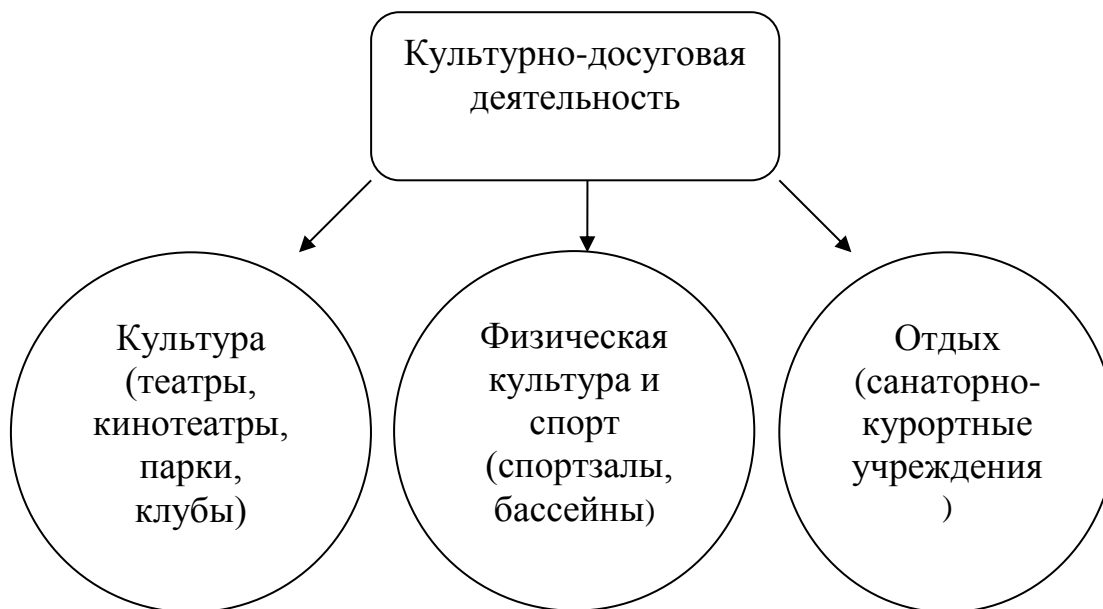 Культурно-досуговая
деятельность
Культура
(театры,
кинотеатры,
парки,
клубы)
Физическая
культура и
спорт
(спортзалы,
бассейны)
Отдых
(санаторно-
курортные
учреждения
)